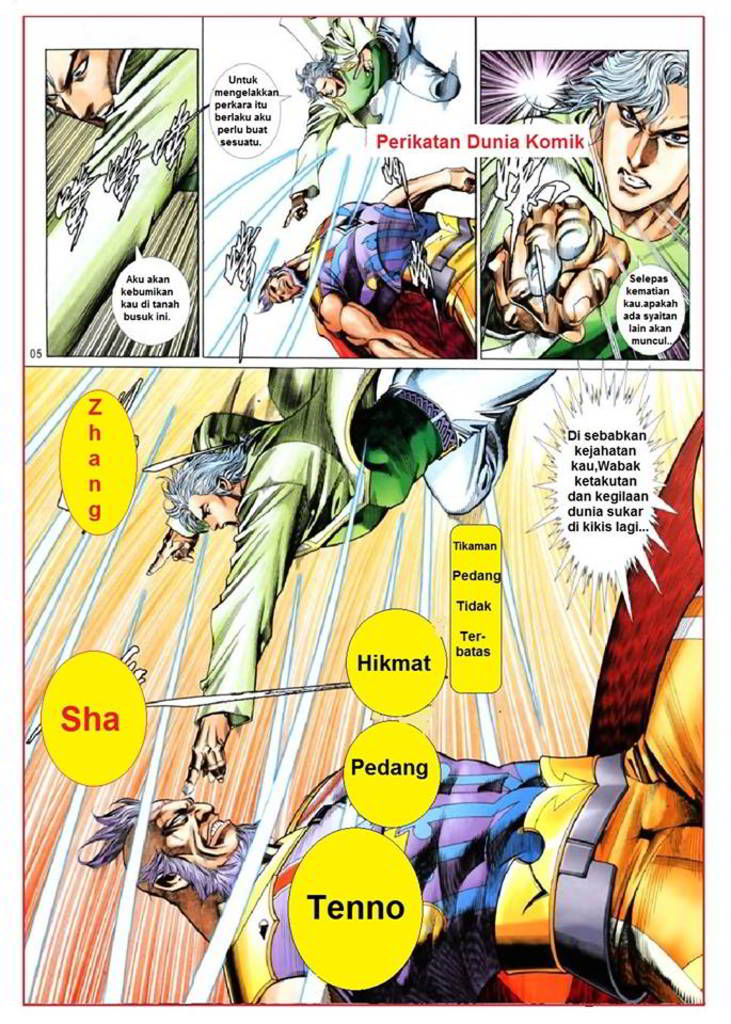 Aku akan
kebumikan
kau di tanah
busuk ini.
Untuk
mengelakkan
perkara itu
berlaku aku
perlu buat
sesuatu.
Perikatan Dunia Komik
Selepas
kematian
kau.apakah
ada syaitan
lain akan
muncul..
05
Z
h
a
n
g
Di sebabkan
kejahatan
kau,Wabak
ketakutan
dan kegilaan
dunia sukar
di kikis lagi...
Tikaman
Pedang
Tidak
Ter-
batas
Hikmat
Sha
Pedang
Tenno